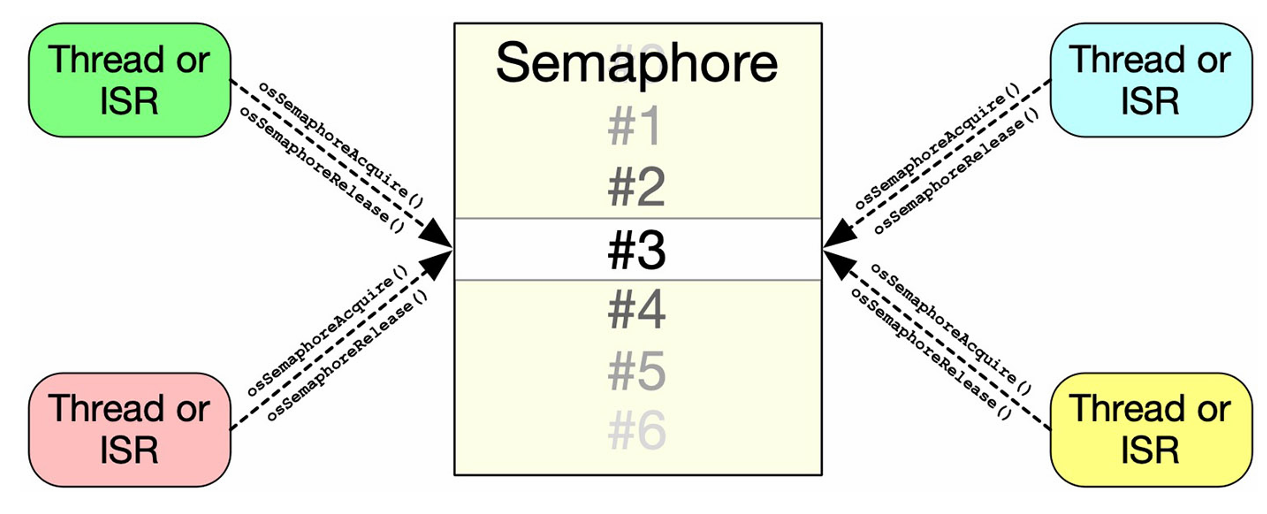 Thread or
ISR
osSemaphoreAcquire()
osSemaphoreRelease()
Semaphore
#1
#2
#3
#4
#5
#6
Thread or
ISR
osSemaphoreAcquire()
osSemaphoreRelease()
osSemaphoreAcquire()
osSemaphoreRelease()
Thread or
ISR
osSemaphoreAcquire()
osSemaphoreRelease()
Thread or
ISR